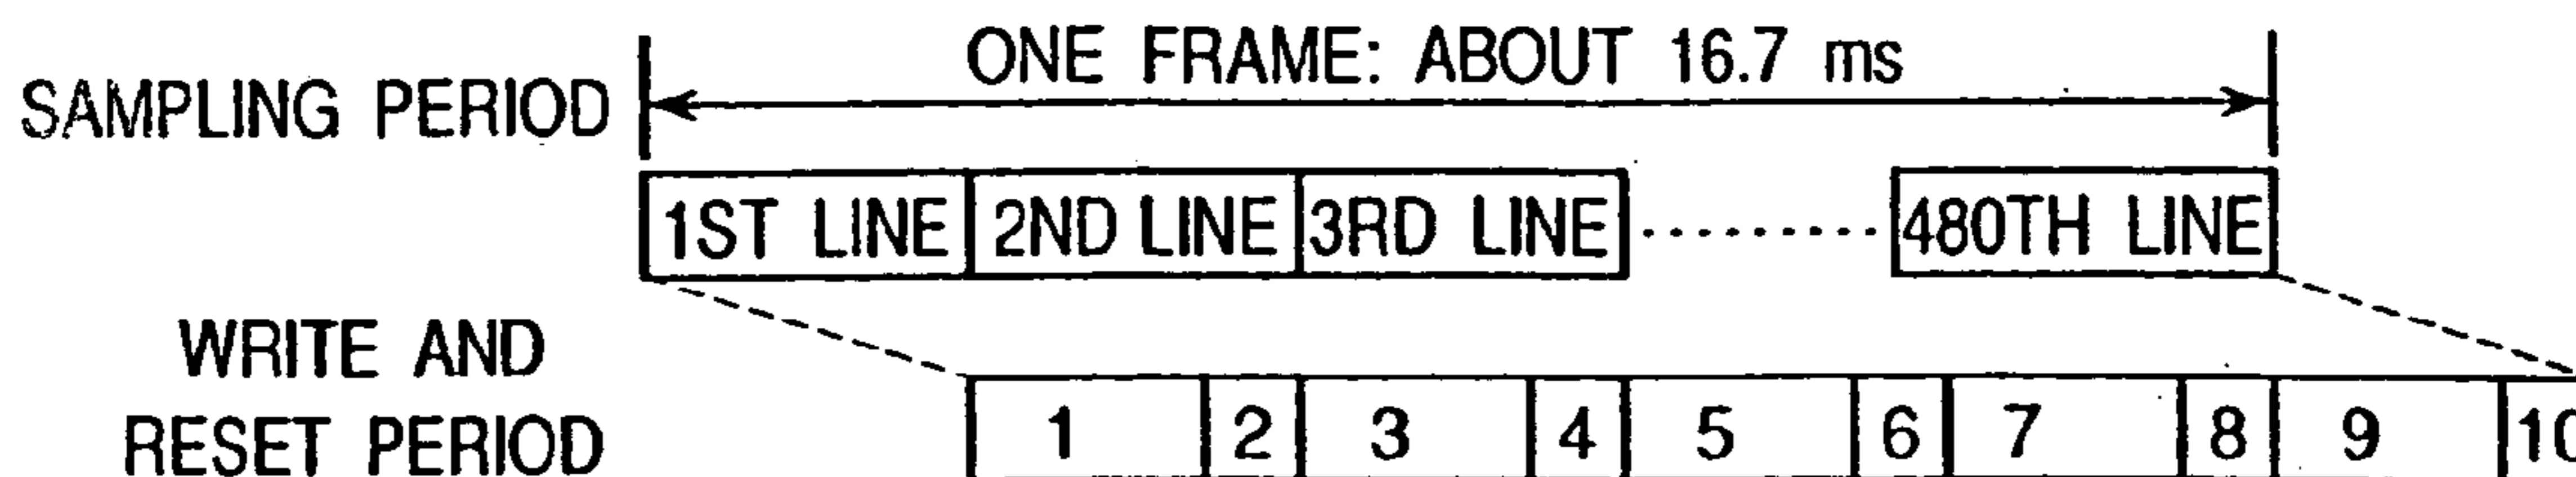 ONE FRAME: ABOUT 16.7 ms
SAMPLING PERIOD
1ST LINE 2ND LINE 3RD LINE ......... 480TH LINE
WRITE AND
RESET PERIOD 1 2 3 4 5 6 7 8 9 10